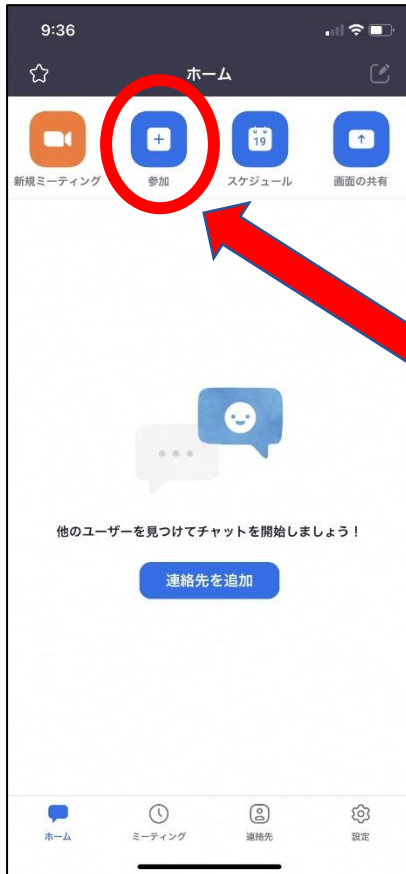 9:36
ホーム
19
新規ミーティング
参加
スケジュール
画面の共有
他のユーザーを見つけてチャットを開始しましょう！
連絡先を追加
ホーム
ミーティング
連絡先
設定